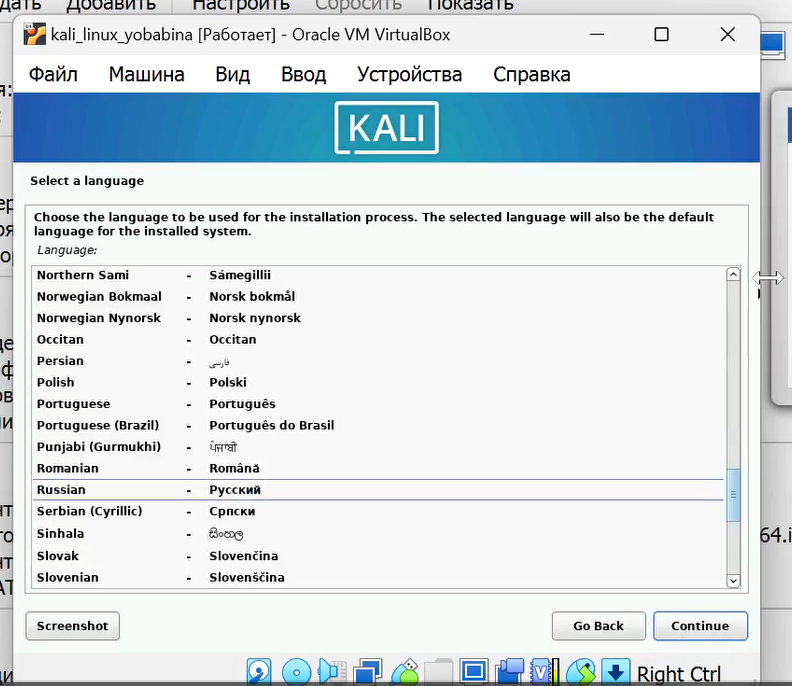 Добавить Настроить Сбросить Показать
kali_linux_yobabina [Работает] - Oracle VM VirtualBox
Файл Машина Вид Ввод Устройства Справка
KALI
Select a language
Choose the language to be used for the installation process. The selected language will also be the default
language for the installed system.
Language:
Northern Sami - Sámegillii
Norwegian Bokmaal - Norsk bokmål
Norwegian Nynorsk - Norsk nynorsk
Occitan - Occitan
Persian - فارسی
Polish - Polski
Portuguese - Português
Portuguese (Brazil) - Português do Brasil
Punjabi (Gurmukhi) - ਪੰਜਾਬੀ
Romanian - Română
Russian - Русский
Serbian (Cyrillic) - Српски
Sinhala - සිංහල
Slovak - Slovenčina
Slovenian - Slovenščina
Screenshot Go Back Continue
Right Ctrl